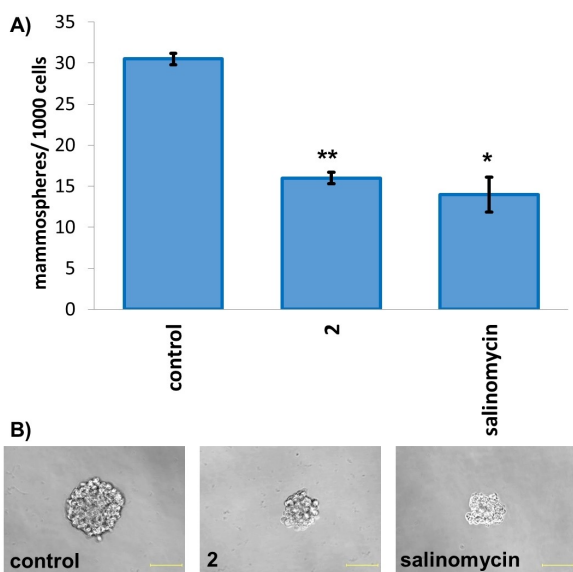 A)
mammospheres/ 1000 cells
35
30
25
20
15
10
5
0
**
*
control
2
salinomycin
B)
control
2
salinomycin